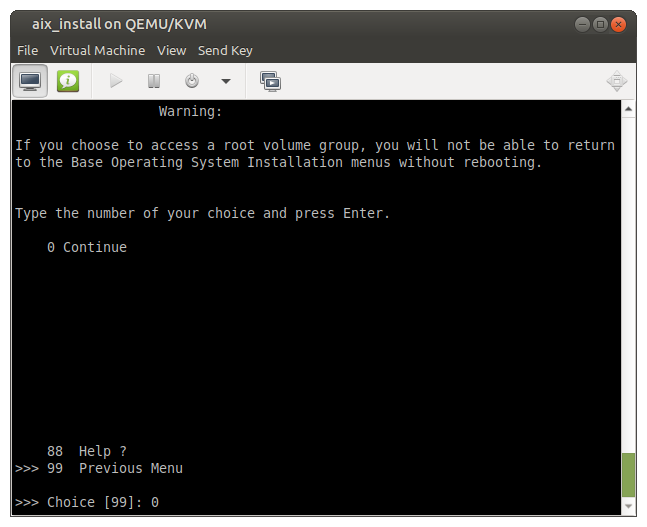 aix_install on QEMU/KVM
File Virtual Machine View Send Key
Warning:
If you choose to access a root volume group, you will not be able to return
to the Base Operating System Installation menus without rebooting.
Type the number of your choice and press Enter.
0 Continue
88 Help ?
>>> 99 Previous Menu
>>> Choice [99]: 0